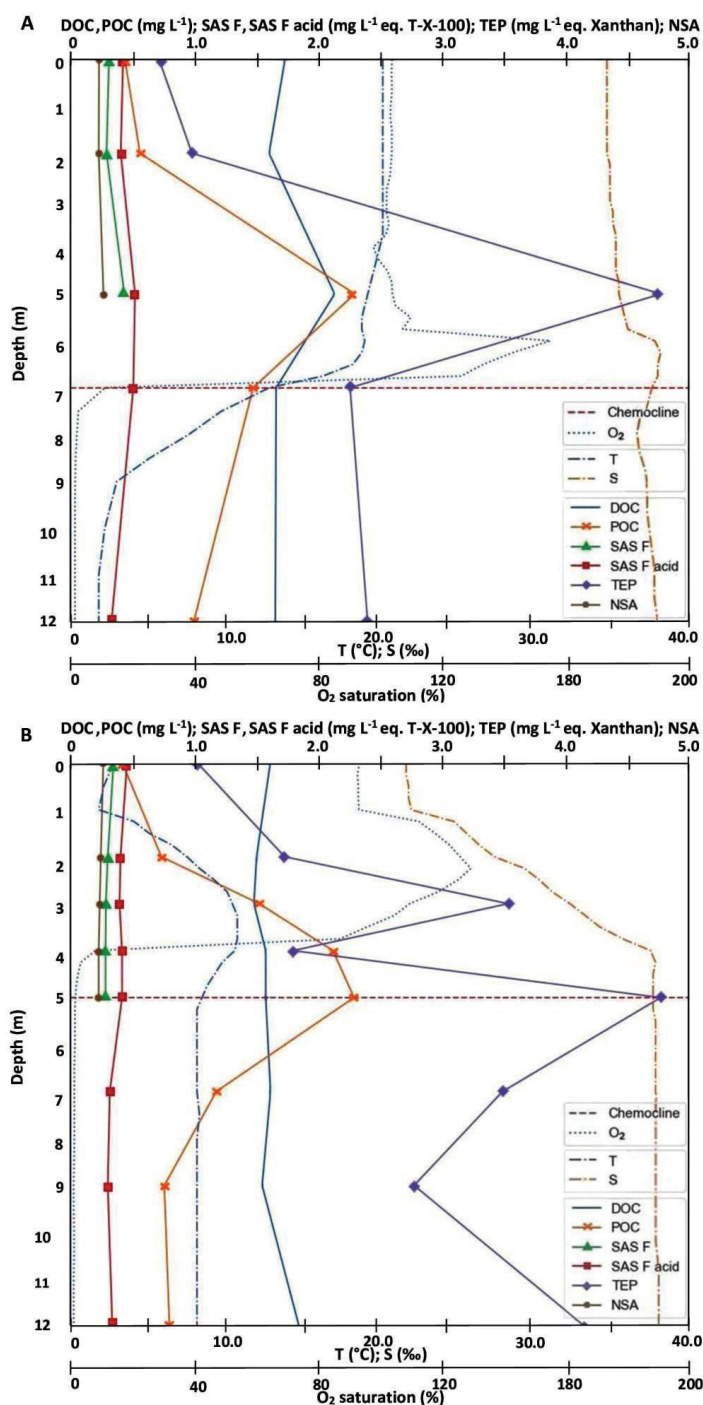 A
DOC, POC (mg L⁻¹); SAS F, SAS F acid (mg L⁻¹ eq. T-X-100); TEP (mg L⁻¹ eq. Xanthan); NSA
0 1.0 2.0 3.0 4.0 5.0
0
1
2
3
4
5
6
7
8
9
10
11
12
Depth (m)
Chemocline
O₂
T
S
DOC
POC
SAS F
SAS F acid
TEP
NSA
0 10.0 20.0 30.0 40.0
T (°C); S (‰)
0 40 80 120 180 200
O₂ saturation (%)
B
DOC, POC (mg L⁻¹); SAS F, SAS F acid (mg L⁻¹ eq. T-X-100); TEP (mg L⁻¹ eq. Xanthan); NSA
0 1.0 2.0 3.0 4.0 5.0
0
1
2
3
4
5
6
7
8
9
10
11
12
Depth (m)
Chemocline
O₂
T
S
DOC
POC
SAS F
SAS F acid
TEP
NSA
0 10.0 20.0 30.0 40.0
T (°C); S (‰)
0 40 80 120 180 200
O₂ saturation (%)